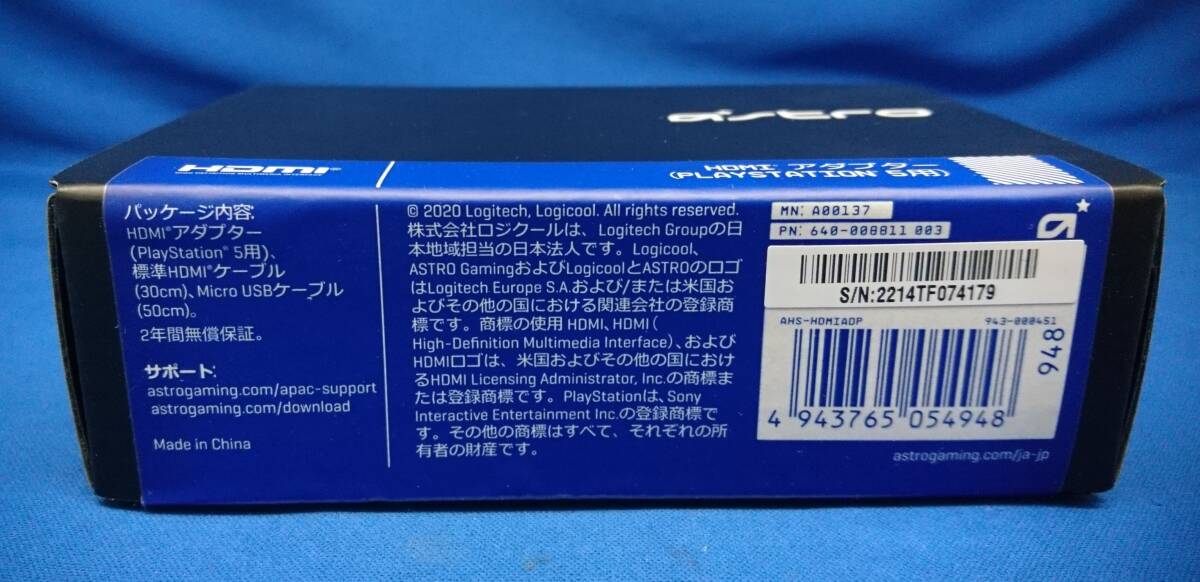 ASTRO
HDMI®
HIGH-DEFINITION MULTIMEDIA INTERFACE
HDMI® アダプター
(PLAYSTATION® 5用)
パッケージ内容:
HDMI®アダプター
(PlayStation® 5用)、
標準HDMI®ケーブル
(30cm)、Micro USBケーブル
(50cm)。
2年間無償保証。
サポート:
astrogaming.com/apac-support
astrogaming.com/download
Made in China
© 2020 Logitech, Logicool. All rights reserved.
株式会社ロジクールは、Logitech Groupの日
本地域担当の日本法人です。Logicool、
ASTRO GamingおよびLogicoolとASTROのロゴ
はLogitech Europe S.A.および/または米国お
よびその他の国における関連会社の登録商
標です。商標の使用 HDMI、HDMI (
High-Definition Multimedia Interface)、および
HDMIロゴは、米国およびその他の国におけ
るHDMI Licensing Administrator, Inc.の商標ま
たは登録商標です。PlayStationは、Sony
Interactive Entertainment Inc.の登録商標で
す。その他の商標はすべて、それぞれの所
有者の財産です。
MN: A00137
PN: 640-008811 003
S/N:2214TF074179
AHS-HDMIADP 943-000451
948
4 943765 054948
astrogaming.com/ja-jp